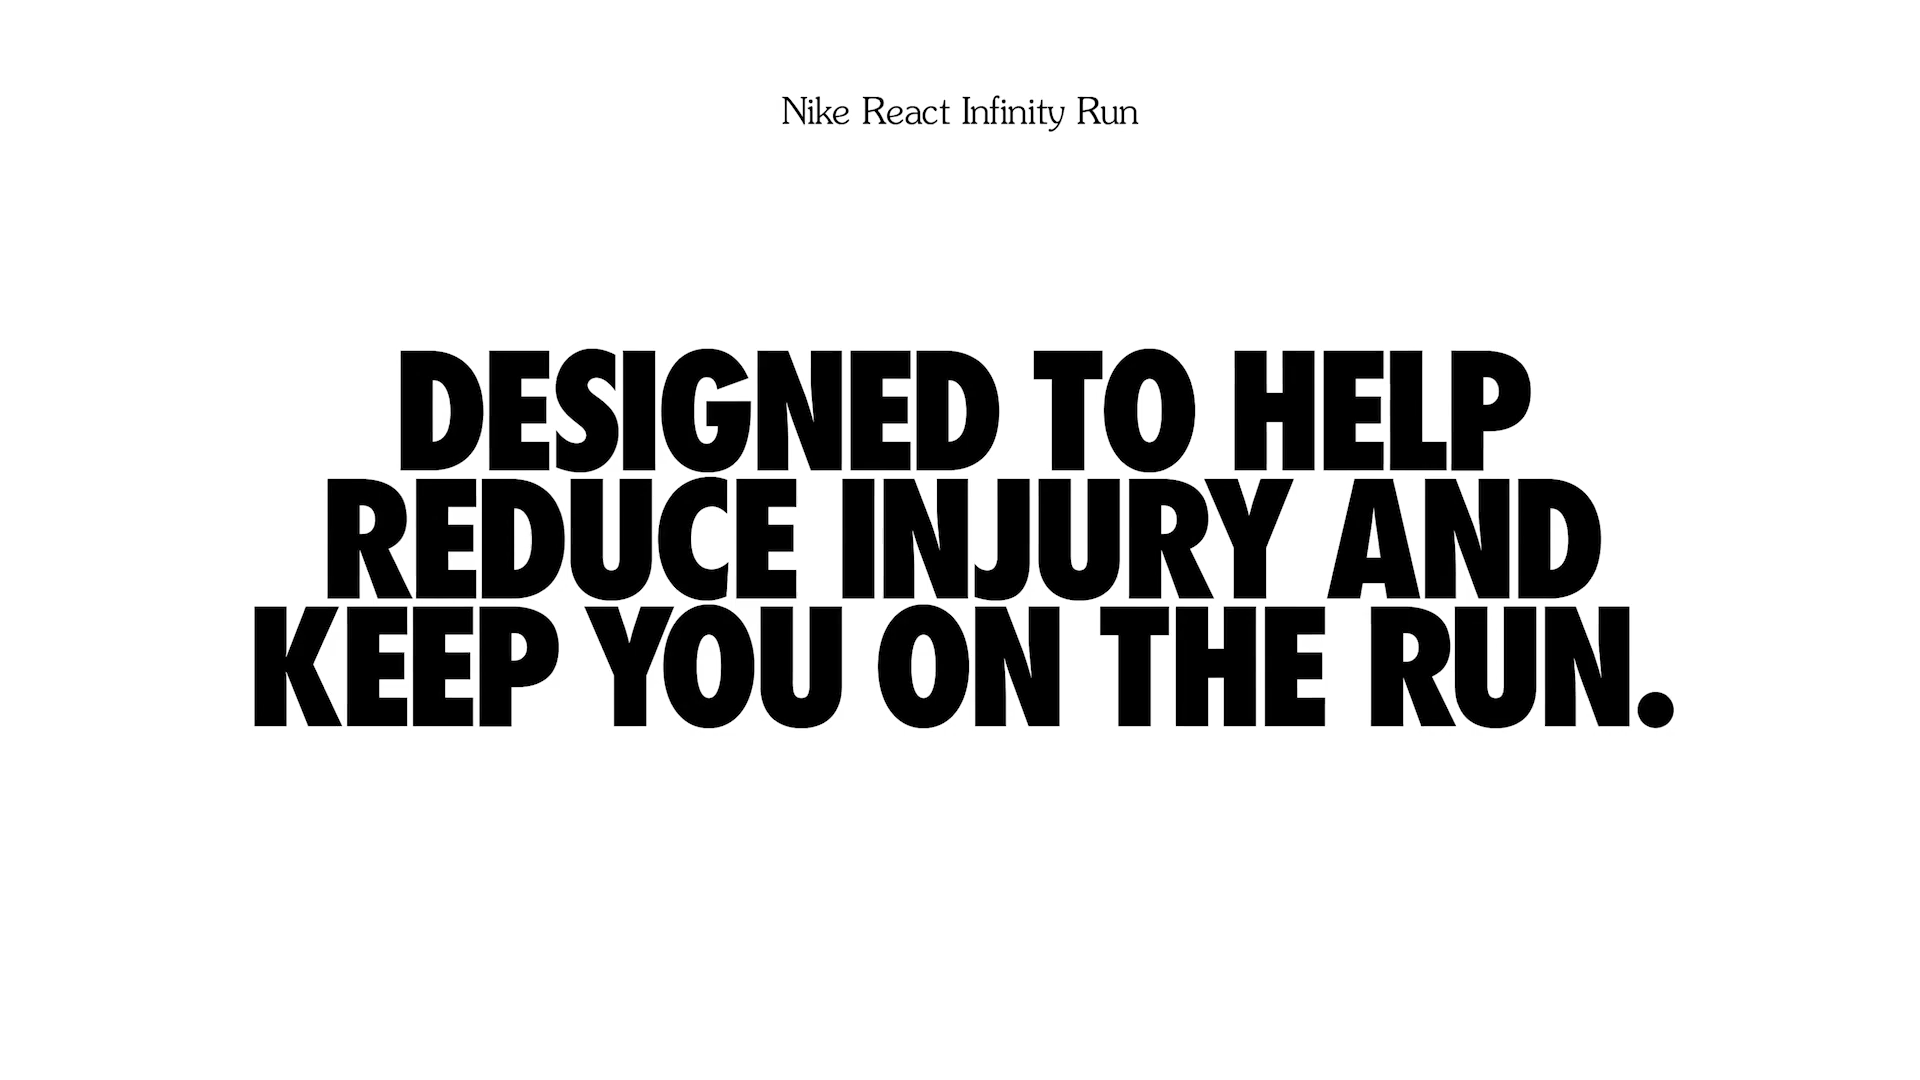 Nike React Infinity Run
DESIGNED TO HELP
REDUCE INJURY AND
KEEP YOU ON THE RUN.